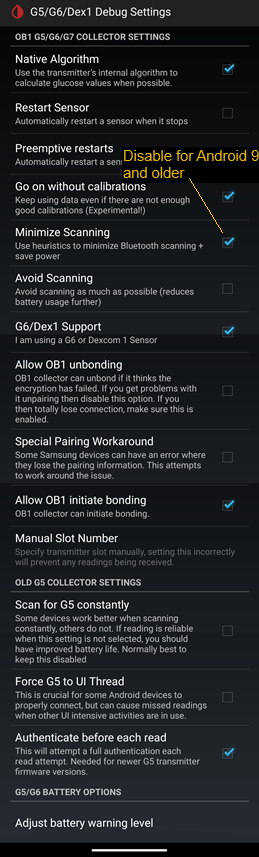 G5/G6/Dex1 Debug Settings
OB1 G5/G6/G7 COLLECTOR SETTINGS
Native Algorithm
Use the transmitter's internal algorithm to
calculate glucose values when possible.
Restart Sensor
Automatically restart a sensor when it stops
Preemptive restarts
Automatically restart a sens
Disable for Android 9
and older
Go on without calibrations
Keep using data even if there are not enough
good calibrations (Experimental!)
Minimize Scanning
Use heuristics to minimize Bluetooth scanning +
save power
Avoid Scanning
Avoid scanning as much as possible (reduces
battery usage further)
G6/Dex1 Support
I am using a G6 or Dexcom 1 Sensor
Allow OB1 unbonding
OB1 collector can unbond if it thinks the
encryption has failed. If you get problems with
it unpairing then disable this option. If you
then totally lose connection, make sure this is
enabled.
Special Pairing Workaround
Some Samsung devices can have an error where
they lose the pairing information. This attempts
to work around the issue.
Allow OB1 initiate bonding
OB1 collector can initiate bonding.
Manual Slot Number
Specify transmitter slot manually, setting this incorrectly
will prevent any readings being received.
OLD G5 COLLECTOR SETTINGS
Scan for G5 constantly
Some devices work better when scanning
constantly, others do not. If reading is reliable
when this setting is not selected, you should
have improved battery life. Normally best to
keep this disabled
Force G5 to UI Thread
This is crucial for some Android devices to
properly connect, but can cause missed readings
when other UI intensive activities are in use.
Authenticate before each read
This will attempt a full authentication each
read attempt. Needed for newer G5 transmitter
firmware versions.
G5/G6 BATTERY OPTIONS
Adjust battery warning level